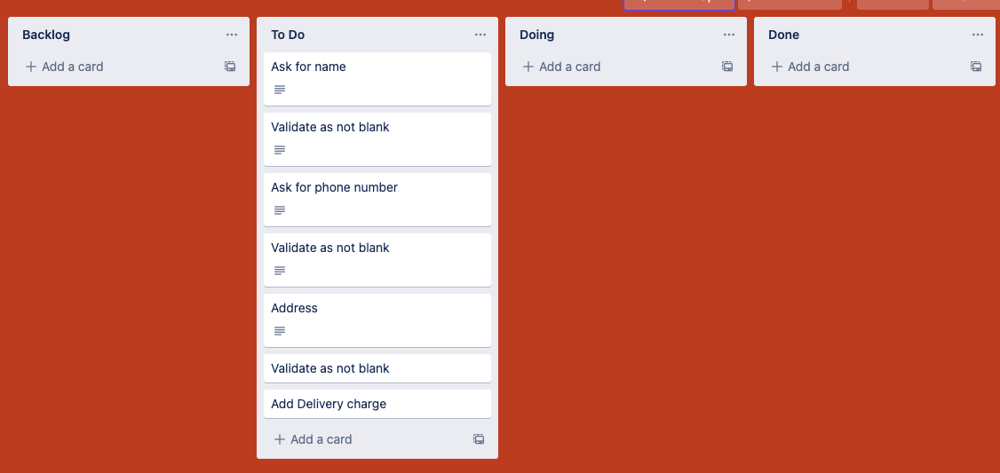 Backlog
Add a card
To Do
Ask for name
Validate as not blank
Ask for phone number
Validate as not blank
Address
Validate as not blank
Add Delivery charge
Add a card
Doing
Add a card
Done
Add a card